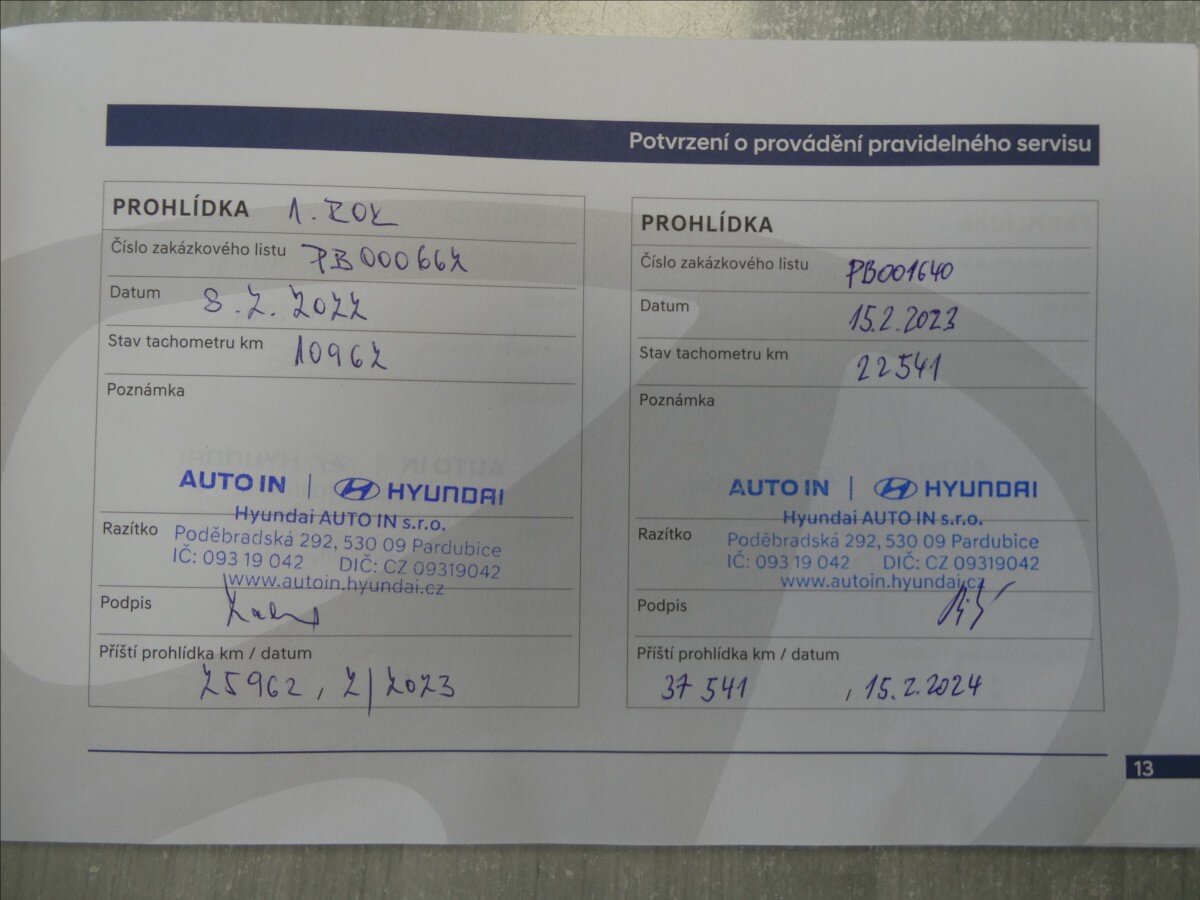 Potvrzení o provádění pravidelného servisu
PROHLÍDKA 1. ROK
Číslo zakázkového listu PB000662
Datum 8.2.2022
Stav tachometru km 10962
Poznámka
AUTO IN | HYUNDAI
Hyundai AUTO IN s.r.o.
Razítko
Poděbradská 292, 530 09 Pardubice
IČ: 093 19 042 DIČ: CZ 09319042
www.autoin.hyundai.cz
Podpis
Příští prohlídka km / datum
25962, 2/2023
PROHLÍDKA
Číslo zakázkového listu PB001640
Datum 15.2.2023
Stav tachometru km 22541
Poznámka
AUTO IN | HYUNDAI
Hyundai AUTO IN s.r.o.
Razítko
Poděbradská 292, 530 09 Pardubice
IČ: 093 19 042 DIČ: CZ 09319042
www.autoin.hyundai.cz
Podpis
Příští prohlídka km / datum
37 541 , 15.2.2024
13